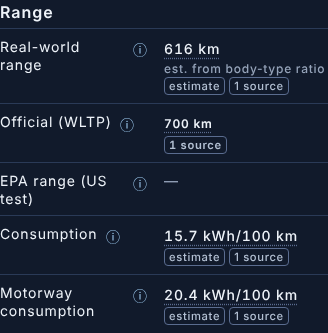 Range
Real-world
range
ⓘ
616 km
est. from body-type ratio
estimate
1 source
Official (WLTP)
ⓘ
700 km
1 source
EPA range (US
test)
ⓘ
—
Consumption
ⓘ
15.7 kWh/100 km
estimate
1 source
Motorway
consumption
ⓘ
20.4 kWh/100 km
estimate
1 source